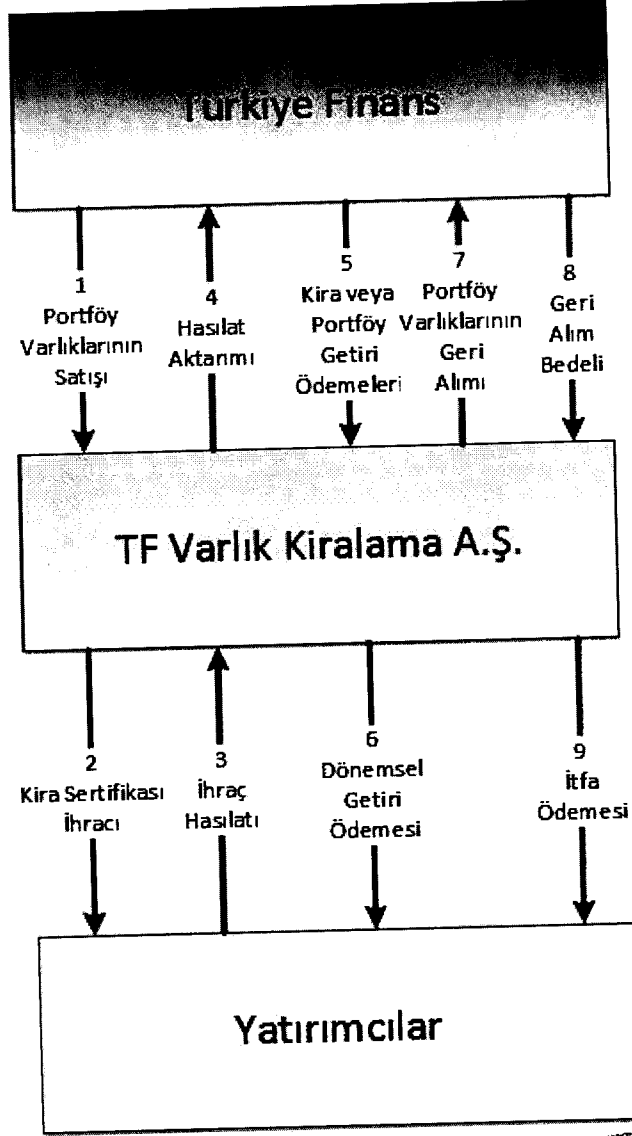 Türkiye Finans
1
Portföy
Varlıklarının
Satışı
4
Hasılat
Aktarımı
5
Kira veya
Portföy
Getiri
Ödemeleri
7
Portföy
Varlıklarının
Geri
Alımı
8
Geri
Alım
Bedeli
TF Varlık Kiralama A.Ş.
2
Kira Sertifikası
İhracı
3
İhraç
Hasılatı
6
Dönemsel
Getiri
Ödemesi
9
İtfa
Ödemesi
Yatırımcılar